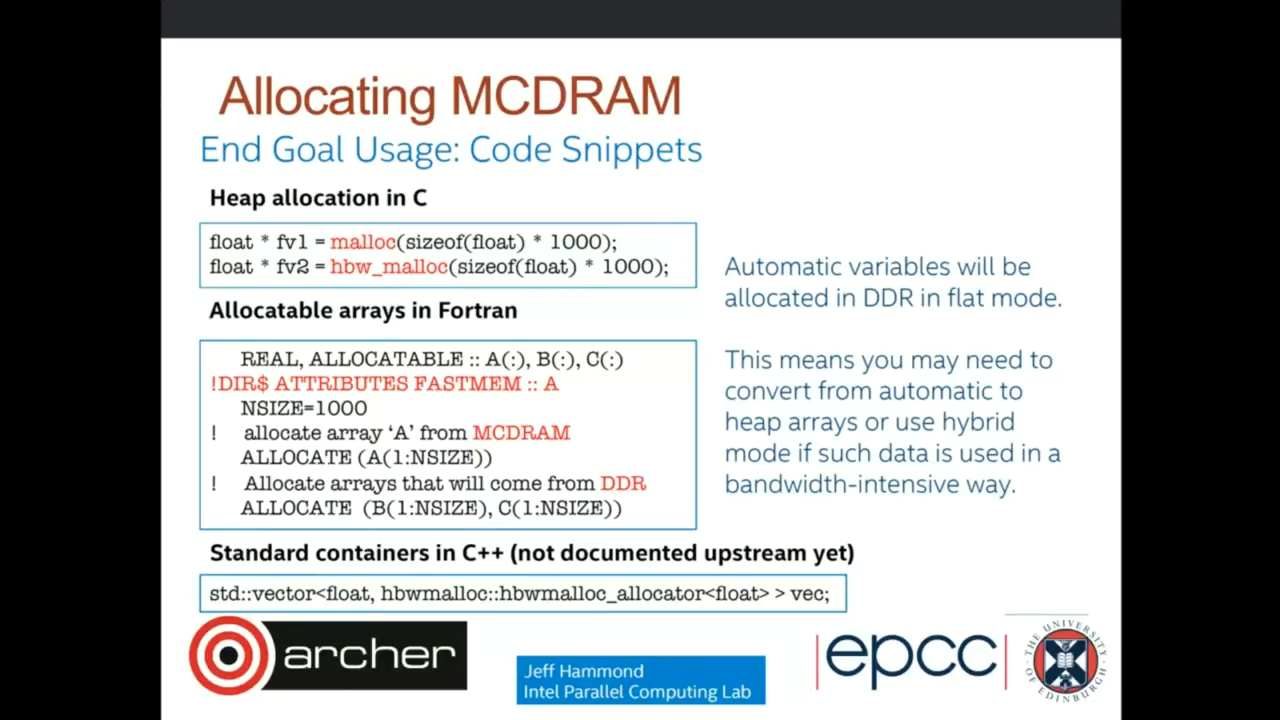 Allocating MCDRAM
End Goal Usage: Code Snippets
Heap allocation in C
float * fv1 = malloc(sizeof(float) * 1000);
float * fv2 = hbw_malloc(sizeof(float) * 1000);
Allocatable arrays in Fortran
REAL, ALLOCATABLE :: A(:), B(:), C(:)
!DIR$ ATTRIBUTES FASTMEM :: A
NSIZE=1000
! allocate array ‘A’ from MCDRAM
ALLOCATE (A(1:NSIZE))
! Allocate arrays that will come from DDR
ALLOCATE (B(1:NSIZE), C(1:NSIZE))
Automatic variables will be
allocated in DDR in flat mode.
This means you may need to
convert from automatic to
heap arrays or use hybrid
mode if such data is used in a
bandwidth-intensive way.
Standard containers in C++ (not documented upstream yet)
std::vector<float, hbwmalloc::hbwmalloc_allocator<float> > vec;
archer
Jeff Hammond
Intel Parallel Computing Lab
epcc
THE UNIVERSITY OF EDINBURGH